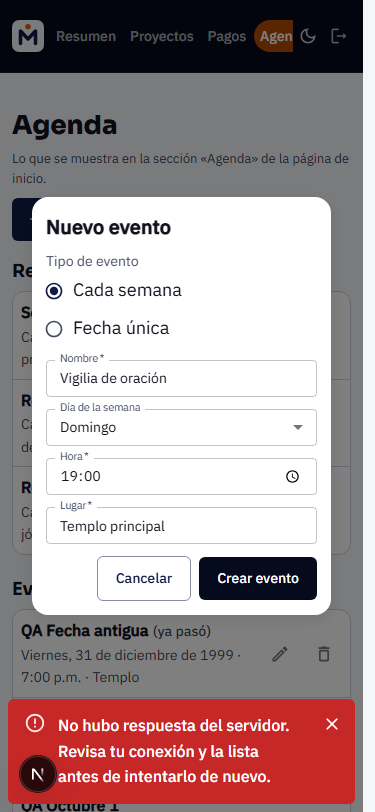 M
Resumen Proyectos Pagos Agen
Agenda
Lo que se muestra en la sección «Agenda» de la página de
inicio.
Re
Nuevo evento
Tipo de evento
Cada semana
Fecha única
Nombre*
Vigilia de oración
Día de la semana
Domingo
Hora*
19:00
Lugar*
Templo principal
Cancelar
Crear evento
Ev
QA Fecha antigua (ya pasó)
Viernes, 31 de diciembre de 1999 ·
7:00 p.m. · Templo
No hubo respuesta del servidor.
Revisa tu conexión y la lista
antes de intentarlo de nuevo.
N
QA Octubre 1